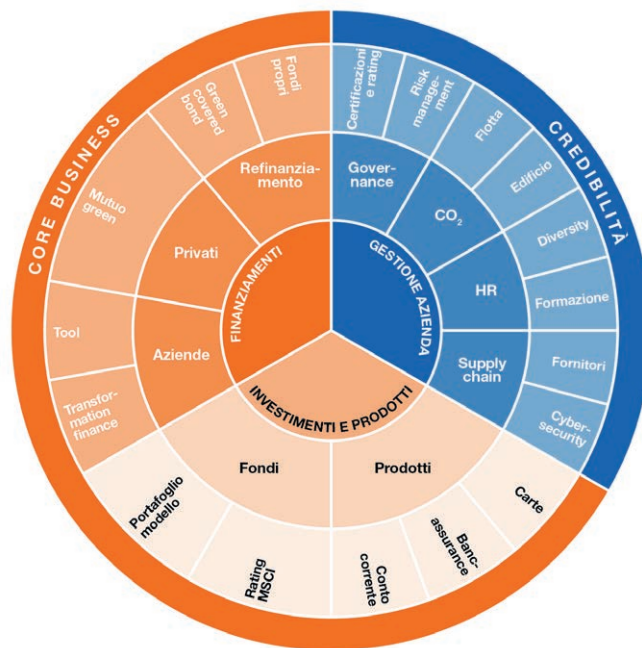 CORE BUSINESS
CREDIBILITÀ
FINANZIAMENTI
GESTIONE AZIENDA
INVESTIMENTI E PRODOTTI
Refinanzia-
mento
Privati
Aziende
Fondi
propri
Green
covered
bond
Mutuo
green
Tool
Transfor-
mation
finance
Gover-
nance
CO₂
HR
Supply
chain
Certificazioni
e rating
Risk
manage-
ment
Flotta
Edificio
Diversity
Formazione
Fornitori
Cyber-
security
Fondi
Prodotti
Portafoglio
modello
Rating
MSCI
Conto
corrente
Banc-
assurance
Carte